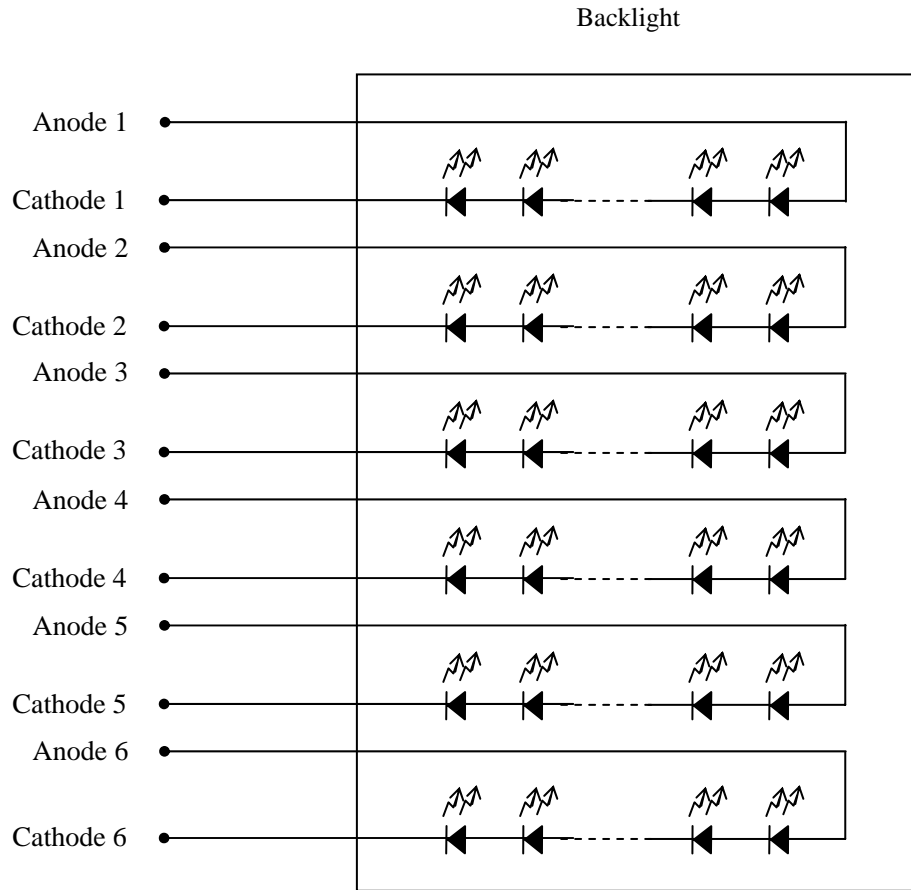 Backlight
Anode 1
Cathode 1
Anode 2
Cathode 2
Anode 3
Cathode 3
Anode 4
Cathode 4
Anode 5
Cathode 5
Anode 6
Cathode 6